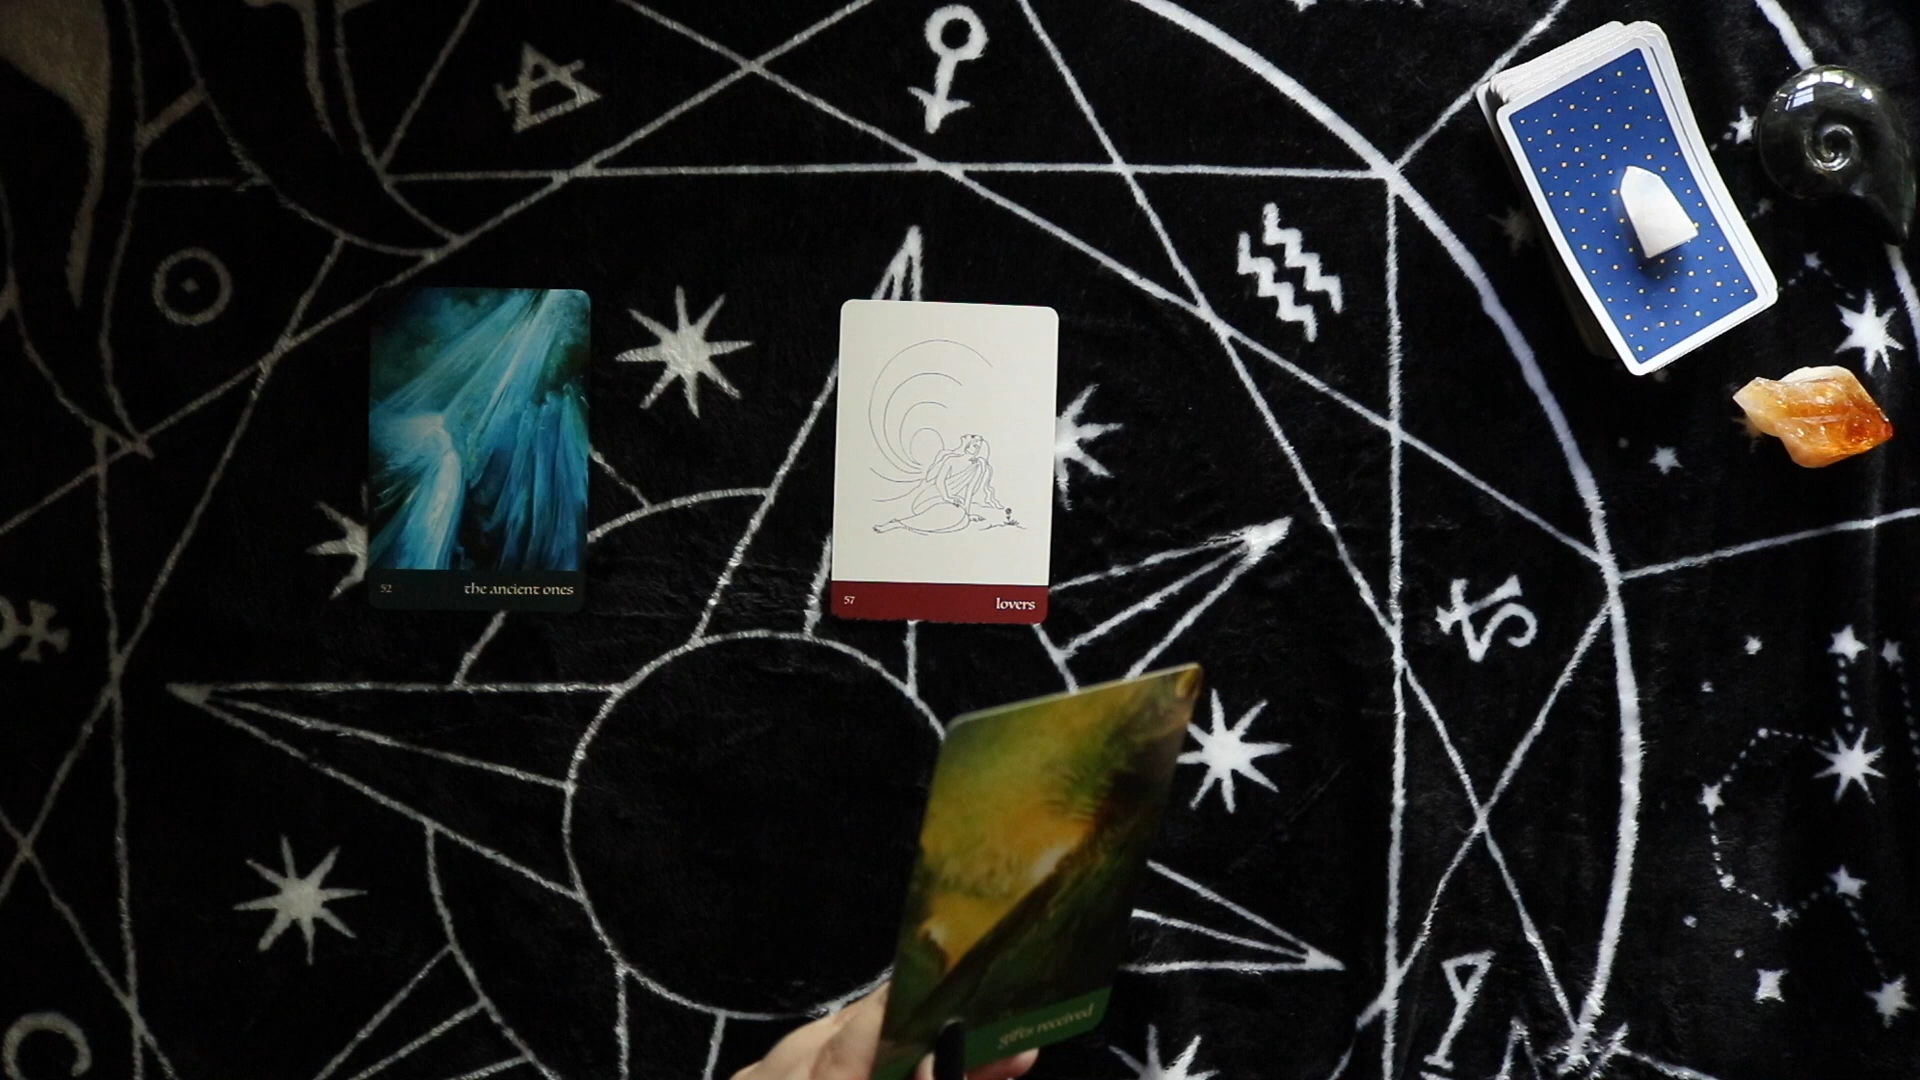 52 the ancient ones
57 lovers
gifts received